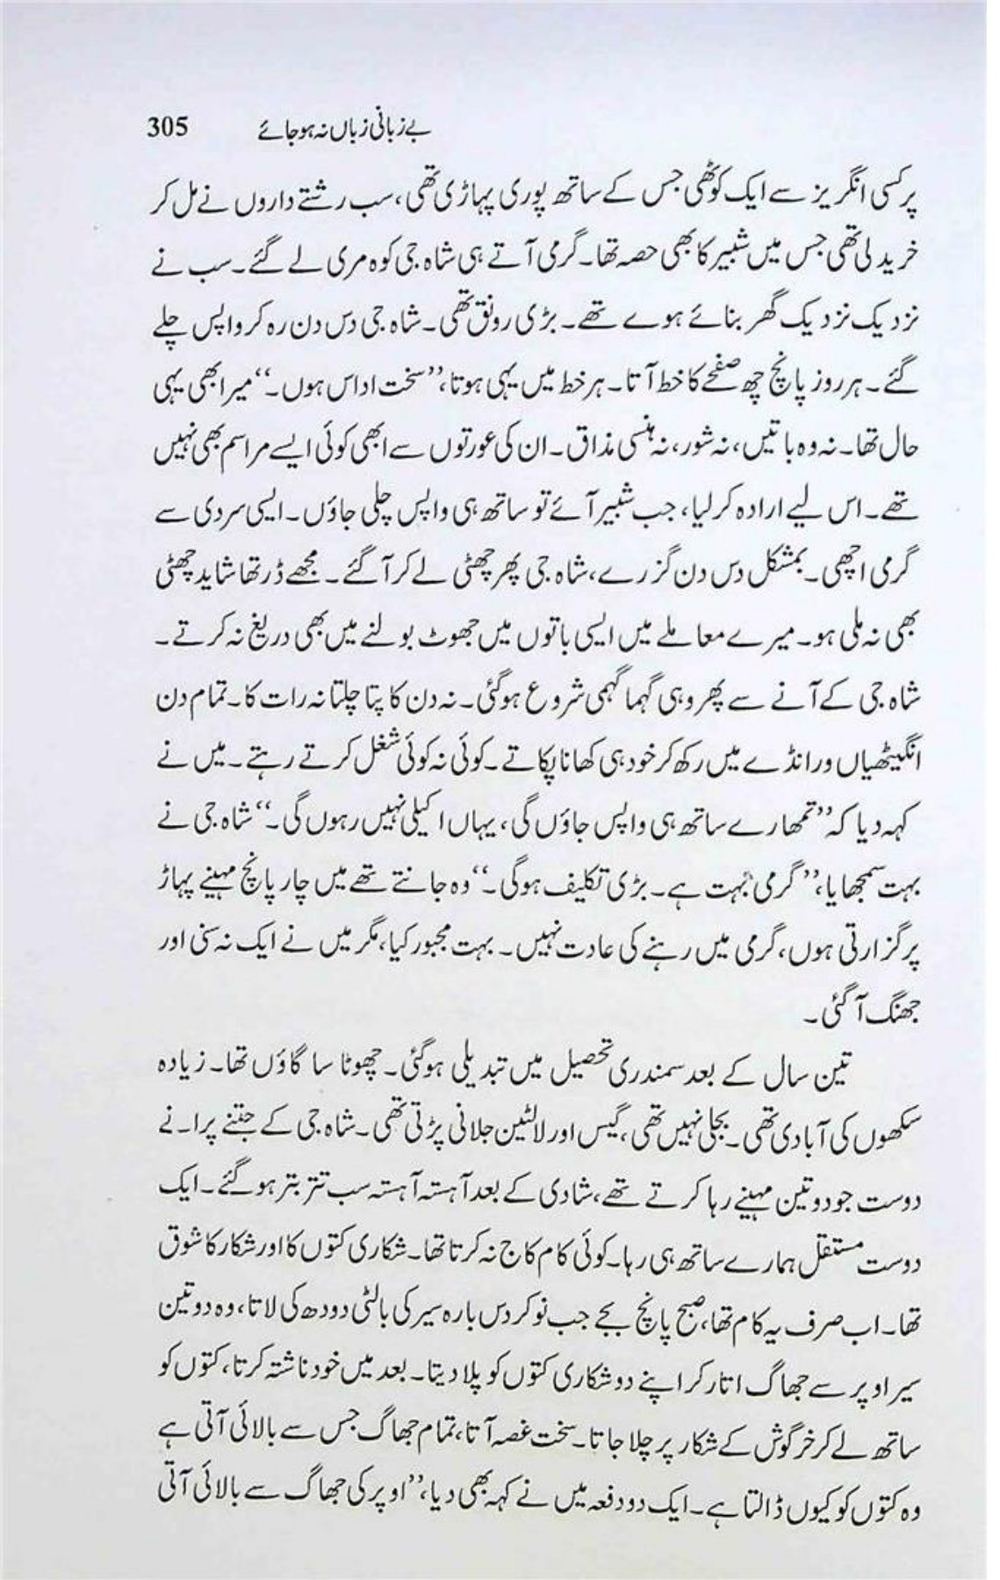 بے زبانی زباں نہ ہو جائے 305
پر کسی انگریز سے ایک کوٹھی جس کے ساتھ پوری پہاڑی تھی، سب رشتے داروں نے مل کر
خرید لی تھی جس میں شبیر کا بھی حصہ تھا۔ گرمی آتے ہی شاہ جی کوہ مری لے گئے۔ سب نے
نزدیک نزدیک گھر بنائے ہوے تھے۔ بڑی رونق تھی۔ شاہ جی دس دن رہ کر واپس چلے
گئے۔ ہر روز پانچ چھ صفحے کا خط آتا۔ ہر خط میں یہی ہوتا، ’’سخت اداس ہوں۔‘‘ میرا بھی یہی
حال تھا۔ نہ وہ باتیں، نہ شور، نہ ہنسی مذاق۔ ان کی عورتوں سے ابھی کوئی ایسے مراسم بھی نہیں
تھے۔ اس لیے ارادہ کر لیا، جب شبیر آئے تو ساتھ ہی واپس چلی جاؤں۔ ایسی سردی سے
گرمی اچھی۔ بمشکل دس دن گزرے، شاہ جی پھر چھٹی لے کر آ گئے۔ مجھے ڈر تھا شاید چھٹی
بھی نہ ملی ہو۔ میرے معاملے میں ایسی باتوں میں جھوٹ بولنے میں بھی دریغ نہ کرتے۔
شاہ جی کے آنے سے پھر وہی گہما گہمی شروع ہو گئی۔ نہ دن کا پتا چلتا نہ رات کا۔ تمام دن
انگیٹھیاں ورانڈے میں رکھ کر خود ہی کھانا پکاتے۔ کوئی نہ کوئی شغل کرتے رہتے۔ میں نے
کہہ دیا کہ ’’تمھارے ساتھ ہی واپس جاؤں گی، یہاں اکیلی نہیں رہوں گی۔‘‘ شاہ جی نے
بہت سمجھایا، ’’گرمی بہت ہے۔ بڑی تکلیف ہو گی۔‘‘ وہ جانتے تھے میں چار پانچ مہینے پہاڑ
پر گزارتی ہوں، گرمی میں رہنے کی عادت نہیں۔ بہت مجبور کیا، مگر میں نے ایک نہ سنی اور
جھنگ آ گئی۔
تین سال کے بعد سمندری تحصیل میں تبدیلی ہو گئی۔ چھوٹا سا گاؤں تھا۔ زیادہ
سکھوں کی آبادی تھی۔ بجلی نہیں تھی، گیس اور لالٹین جلانی پڑتی تھی۔ شاہ جی کے جتنے پرانے
دوست جو دو تین مہینے رہا کرتے تھے، شادی کے بعد آہستہ آہستہ سب تتر بتر ہو گئے۔ ایک
دوست مستقل ہمارے ساتھ ہی رہا۔ کوئی کام کاج نہ کرتا تھا۔ شکاری کتوں کا اور شکار کا شوق
تھا۔ اب صرف یہ کام تھا، صبح پانچ بجے جب نوکر دس بارہ سیر کی بالٹی دودھ کی لاتا، وہ دو تین
سیر اوپر سے جھاگ اتار کر اپنے دو شکاری کتوں کو پلا دیتا۔ بعد میں خود ناشتہ کرتا، کتوں کو
ساتھ لے کر خرگوش کے شکار پر چلا جاتا۔ سخت غصہ آتا، تمام جھاگ جس سے بالائی آتی ہے
وہ کتوں کو کیوں ڈالتا ہے۔ ایک دو دفعہ میں نے کہہ بھی دیا، ’’اوپر کی جھاگ سے بالائی آتی